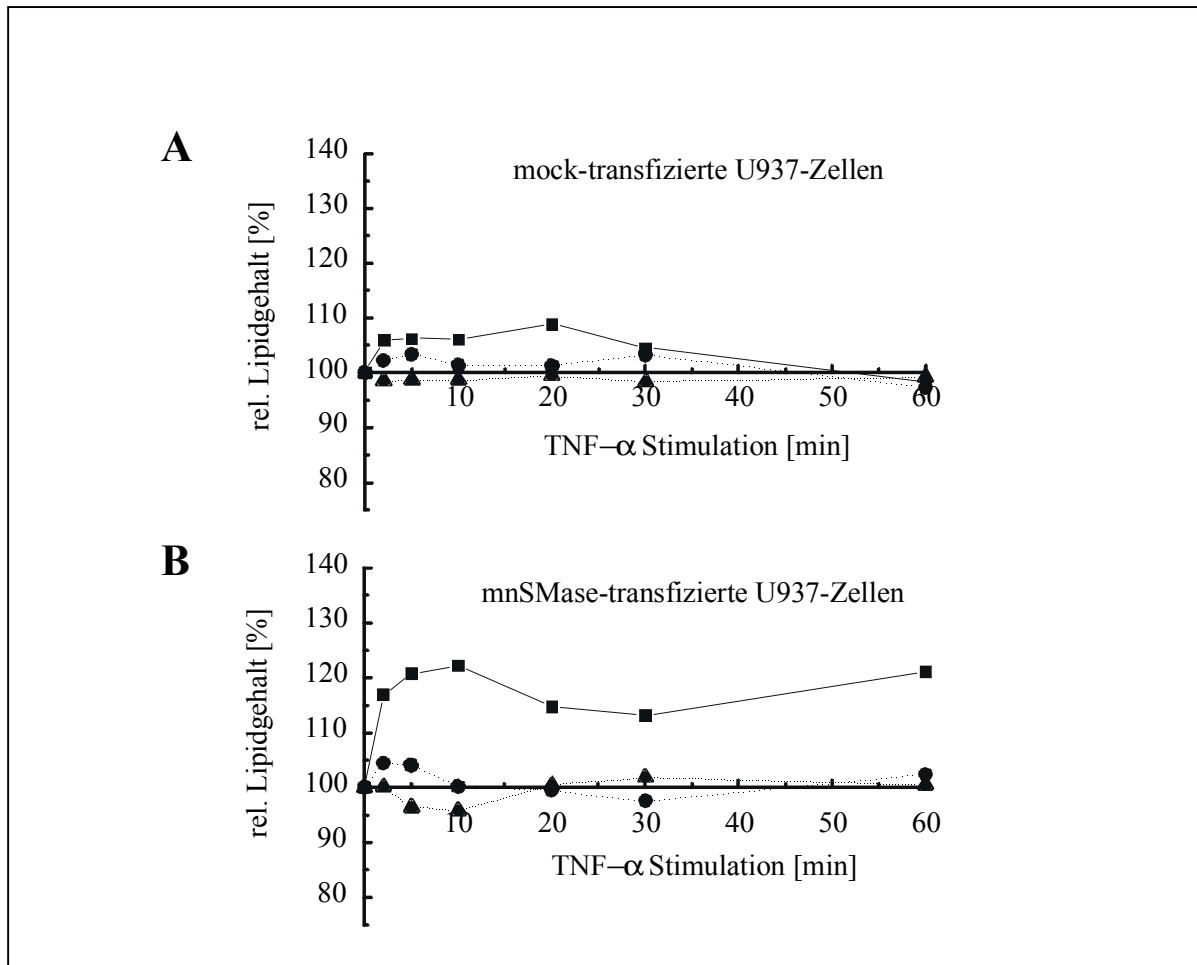 A
mock-transfizierte U937-Zellen
rel. Lipidgehalt [%]
140
130
120
110
100
90
80
10 20 30 40 50 60
TNF–α Stimulation [min]
B
mnSMase-transfizierte U937-Zellen
rel. Lipidgehalt [%]
140
130
120
110
100
90
80
10 20 30 40 50 60
TNF–α Stimulation [min]